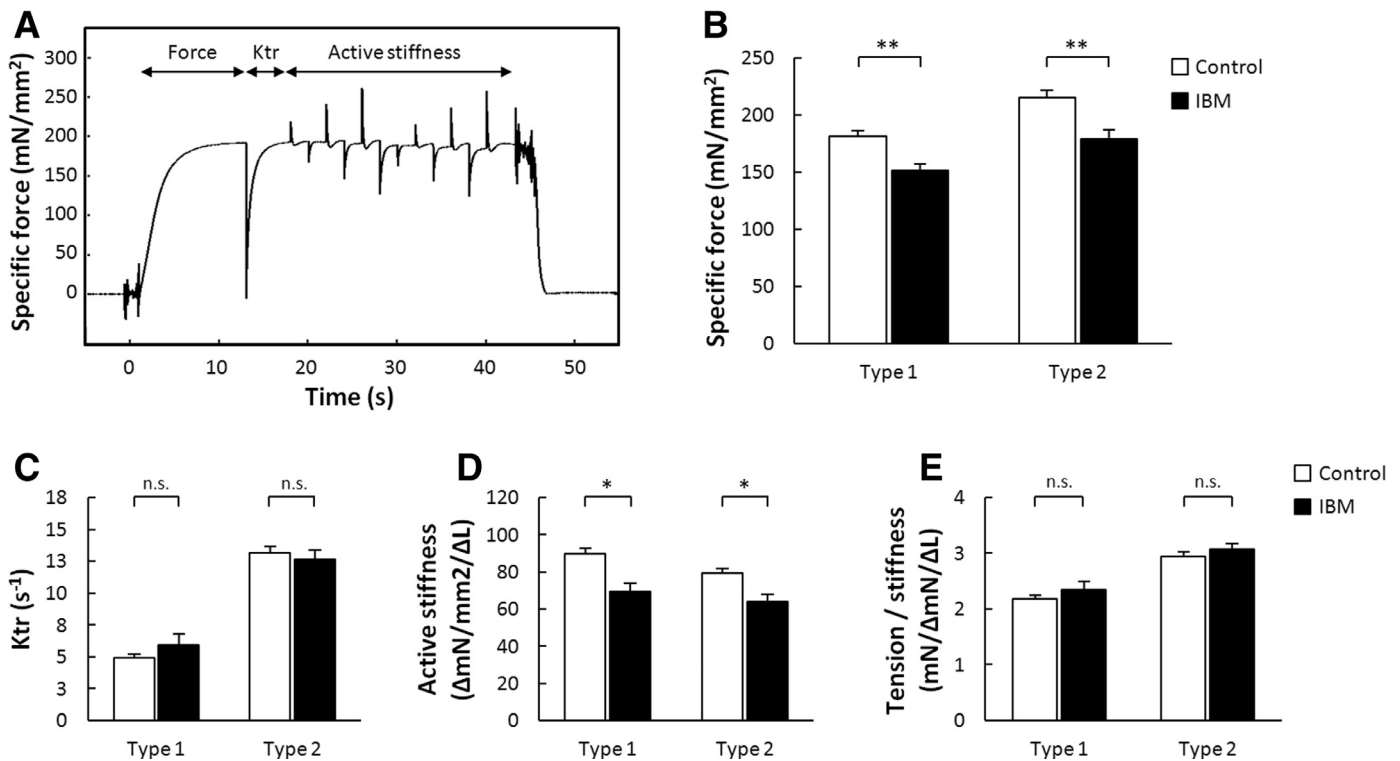 A
Specific force (mN/mm²)
300
250
200
150
100
50
0
Force
Ktr
Active stiffness
0
10
20
30
40
50
Time (s)
B
Specific force (mN/mm²)
250
200
150
100
50
0
**
**
Type 1
Type 2
Control
IBM
C
Ktr (s⁻¹)
18
15
13
10
8
5
3
0
n.s.
n.s.
Type 1
Type 2
D
Active stiffness
(ΔmN/mm2/ΔL)
120
100
80
60
40
20
0
*
*
Type 1
Type 2
E
Tension / stiffness
(mN/ΔmN/ΔL)
4
3
2
1
0
n.s.
n.s.
Type 1
Type 2
Control
IBM